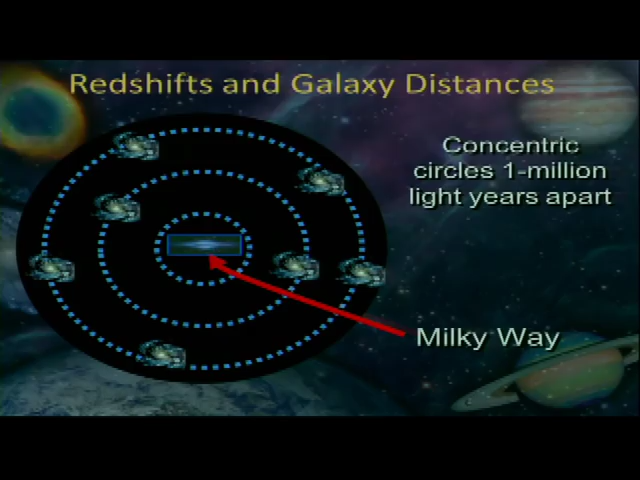 Redshifts and Galaxy Distances
Concentric
circles 1-million
light years apart
Milky Way